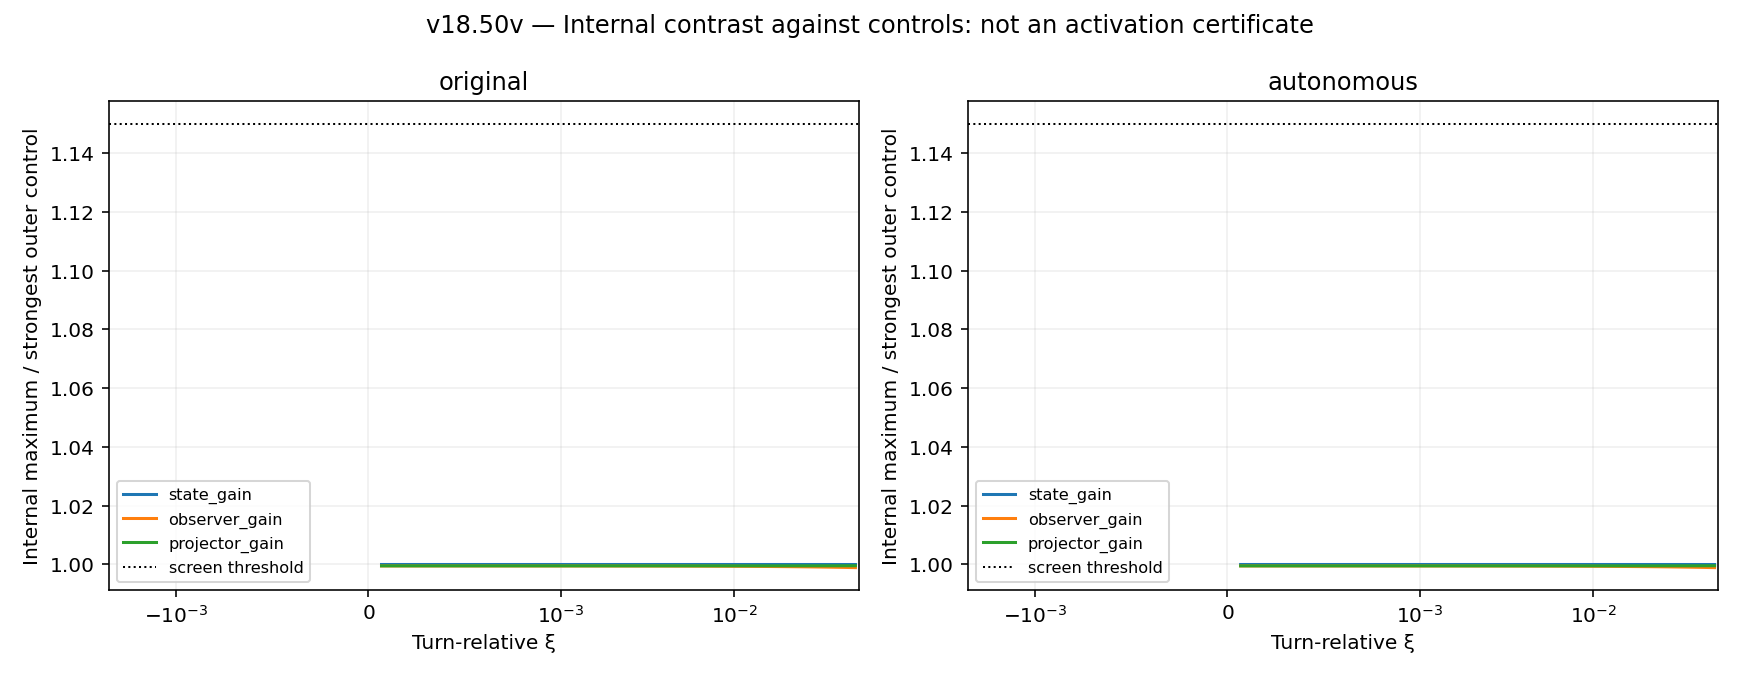 v18.50v — Internal contrast against controls: not an activation certificate
original
Internal maximum / strongest outer control
1.14
1.12
1.10
1.08
1.06
1.04
1.02
1.00
state_gain
observer_gain
projector_gain
screen threshold
−10⁻³
0
10⁻³
10⁻²
Turn-relative ξ
autonomous
Internal maximum / strongest outer control
1.14
1.12
1.10
1.08
1.06
1.04
1.02
1.00
state_gain
observer_gain
projector_gain
screen threshold
−10⁻³
0
10⁻³
10⁻²
Turn-relative ξ